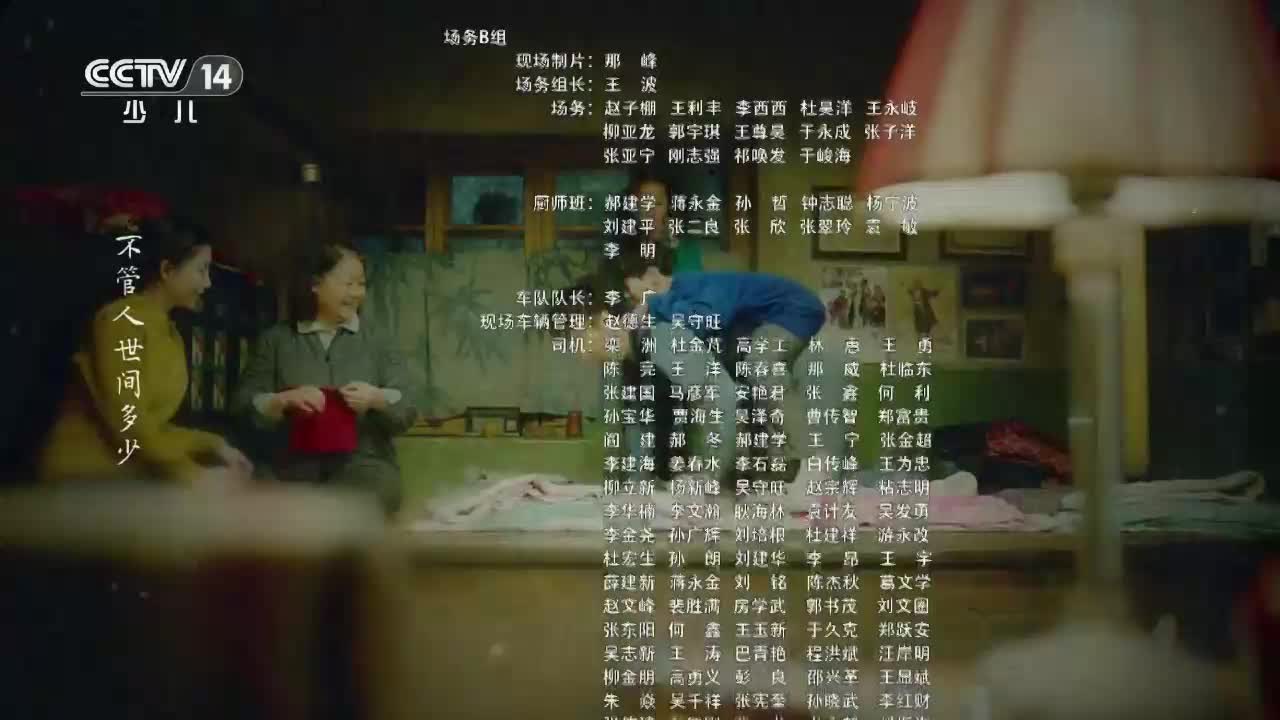 CCTV 14
少儿
不管人世间多少
场务B组
现场制片：那 峰
场务组长：王 波
场务：赵子棚 王利丰 李西西 杜昊洋 王永岐
柳亚龙 郭宇琪 王尊昊 于永成 张子洋
张亚宁 刚志强 祁唤发 于峻海
厨师班：郝建学 蒋永金 孙 哲 钟志聪 杨宁波
刘建平 张二良 张 欣 张翠玲 袁 敏
李 明
车队队长：李 广
现场车辆管理：赵德生 吴守旺
司机：栾 洲 杜金芃 高学工 林 惠 王 勇
陈 亮 王 泽 陈春喜 那 威 杜临东
张建国 马彦军 安艳君 张 鑫 何 利
孙宝华 贾海生 吴泽奇 曹传智 郑富贵
阎 建 郝 冬 郝建学 王 宁 张金超
李建海 姜春水 李石磊 白传峰 王为忠
柳立新 杨新峰 吴守旺 赵宗辉 粘志明
李华楠 李文瀚 耿海林 袁计友 吴发勇
李金尧 孙广辉 刘培根 杜建祥 游永改
杜宏生 孙 朗 刘建华 李 昂 王 宇
薛建新 蒋永金 刘 铭 陈杰秋 葛文学
赵文峰 裴胜满 房学武 郭书茂 刘文圈
张东阳 何 鑫 王玉新 于久克 郑跃安
吴志新 王 涛 巴青艳 程洪斌 汪岸明
柳金朋 高勇义 彭 良 邵兴革 王显斌
朱 焱 吴千祥 张宪奎 孙晓武 李红财